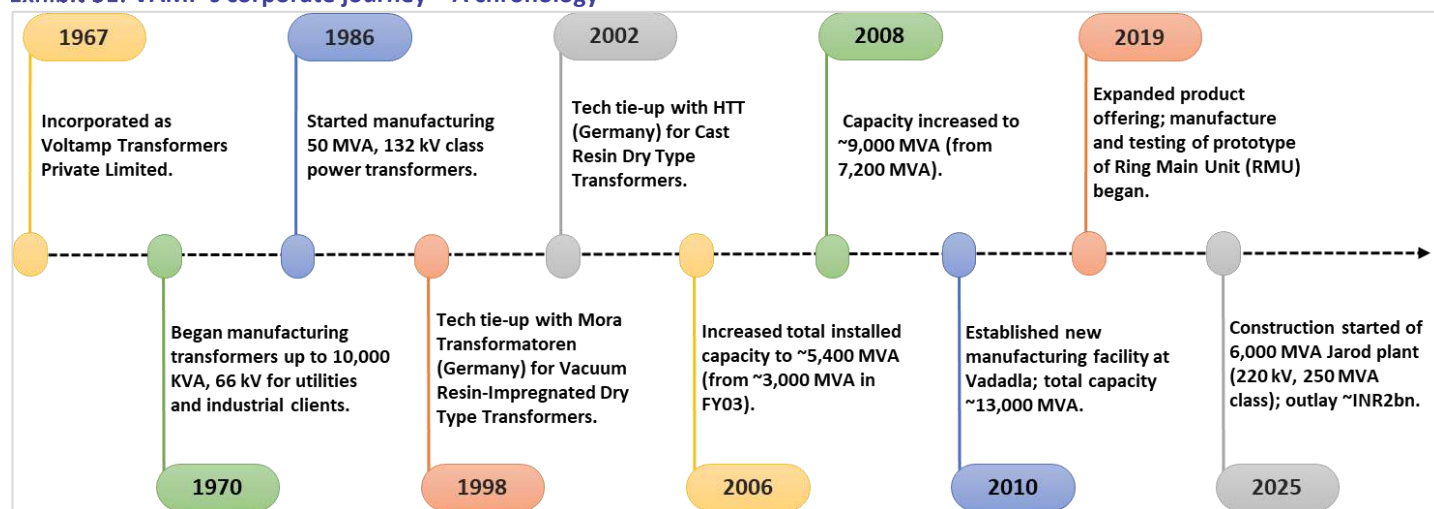 1967
Incorporated as
Voltamp Transformers
Private Limited.
1970
Began manufacturing
transformers up to 10,000
KVA, 66 kV for utilities
and industrial clients.
1986
Started manufacturing
50 MVA, 132 kV class
power transformers.
1998
Tech tie-up with Mora
Transformatoren
(Germany) for Vacuum
Resin-Impregnated Dry
Type Transformers.
2002
Tech tie-up with HTT
(Germany) for Cast
Resin Dry Type
Transformers.
2006
Increased total installed
capacity to ~5,400 MVA
(from ~3,000 MVA in
FY03).
2008
Capacity increased to
~9,000 MVA (from
7,200 MVA).
2010
Established new
manufacturing facility at
Vadadla; total capacity
~13,000 MVA.
2019
Expanded product
offering; manufacture
and testing of prototype
of Ring Main Unit (RMU)
began.
2025
Construction started of
6,000 MVA Jarod plant
(220 kV, 250 MVA
class); outlay ~INR2bn.